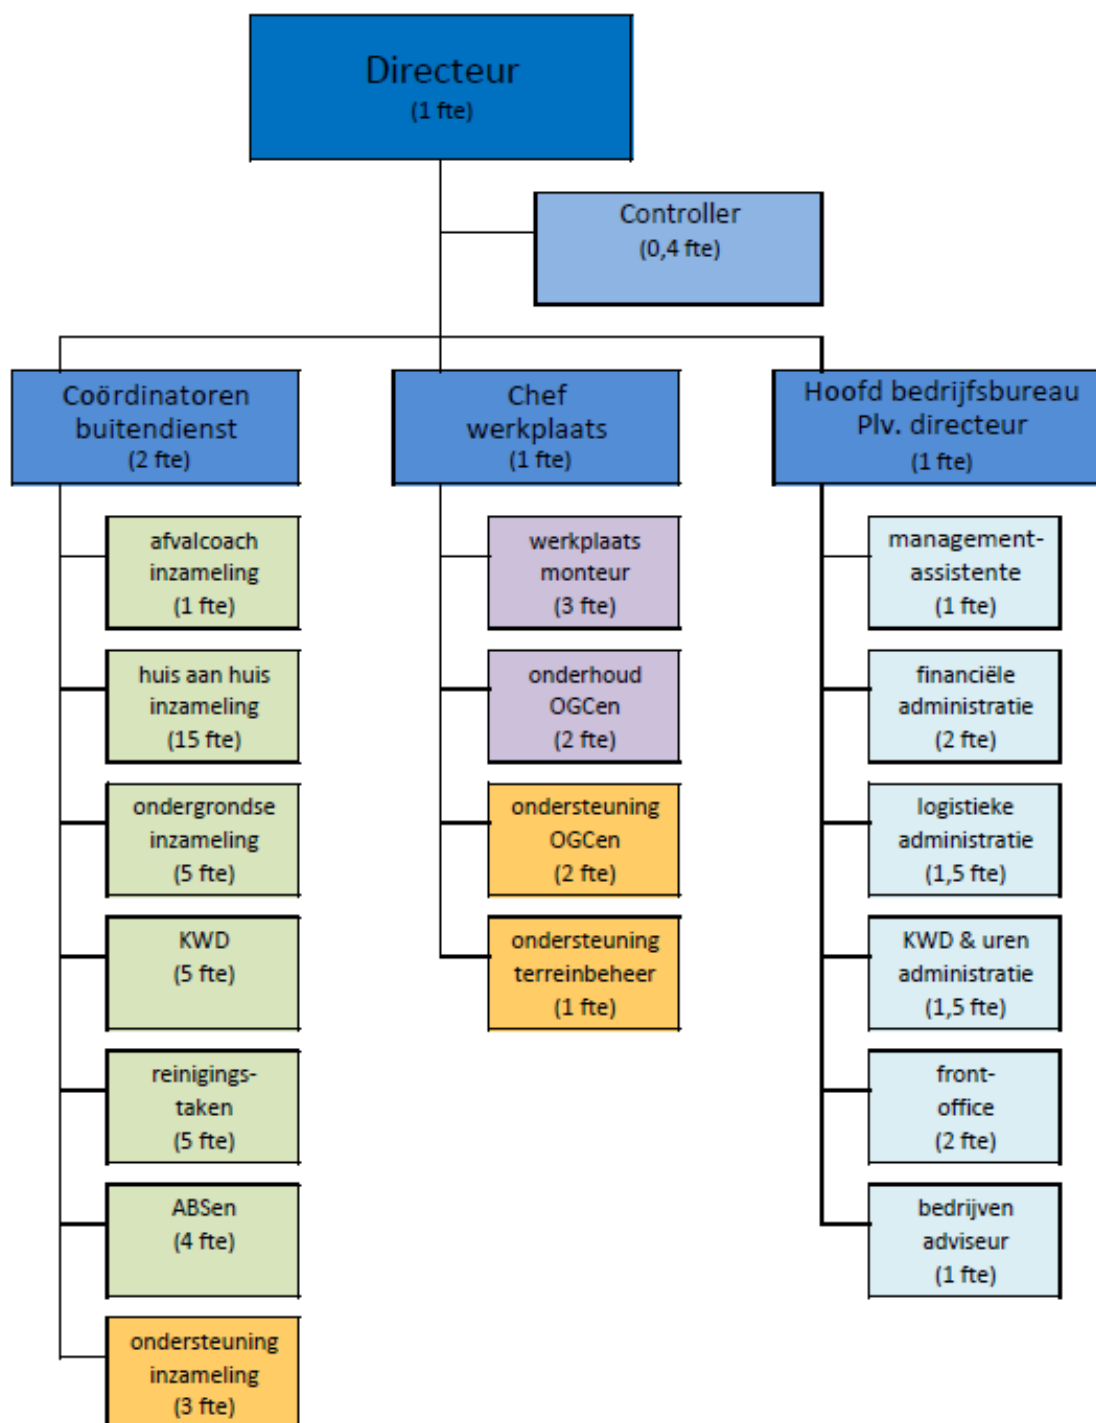 Directeur
(1 fte)
Controller
(0,4 fte)
Coördinatoren
buitendienst
(2 fte)
afvalcoach
inzameling
(1 fte)
huis aan huis
inzameling
(15 fte)
ondergrondse
inzameling
(5 fte)
KWD
(5 fte)
reinigings-
taken
(5 fte)
ABSen
(4 fte)
ondersteuning
inzameling
(3 fte)
Chef
werkplaats
(1 fte)
werkplaats
monteur
(3 fte)
onderhoud
OGCen
(2 fte)
ondersteuning
OGCen
(2 fte)
ondersteuning
terreinbeheer
(1 fte)
Hoofd bedrijfsbureau
Plv. directeur
(1 fte)
management-
assistente
(1 fte)
financiële
administratie
(2 fte)
logistieke
administratie
(1,5 fte)
KWD & uren
administratie
(1,5 fte)
front-
office
(2 fte)
bedrijven
adviseur
(1 fte)